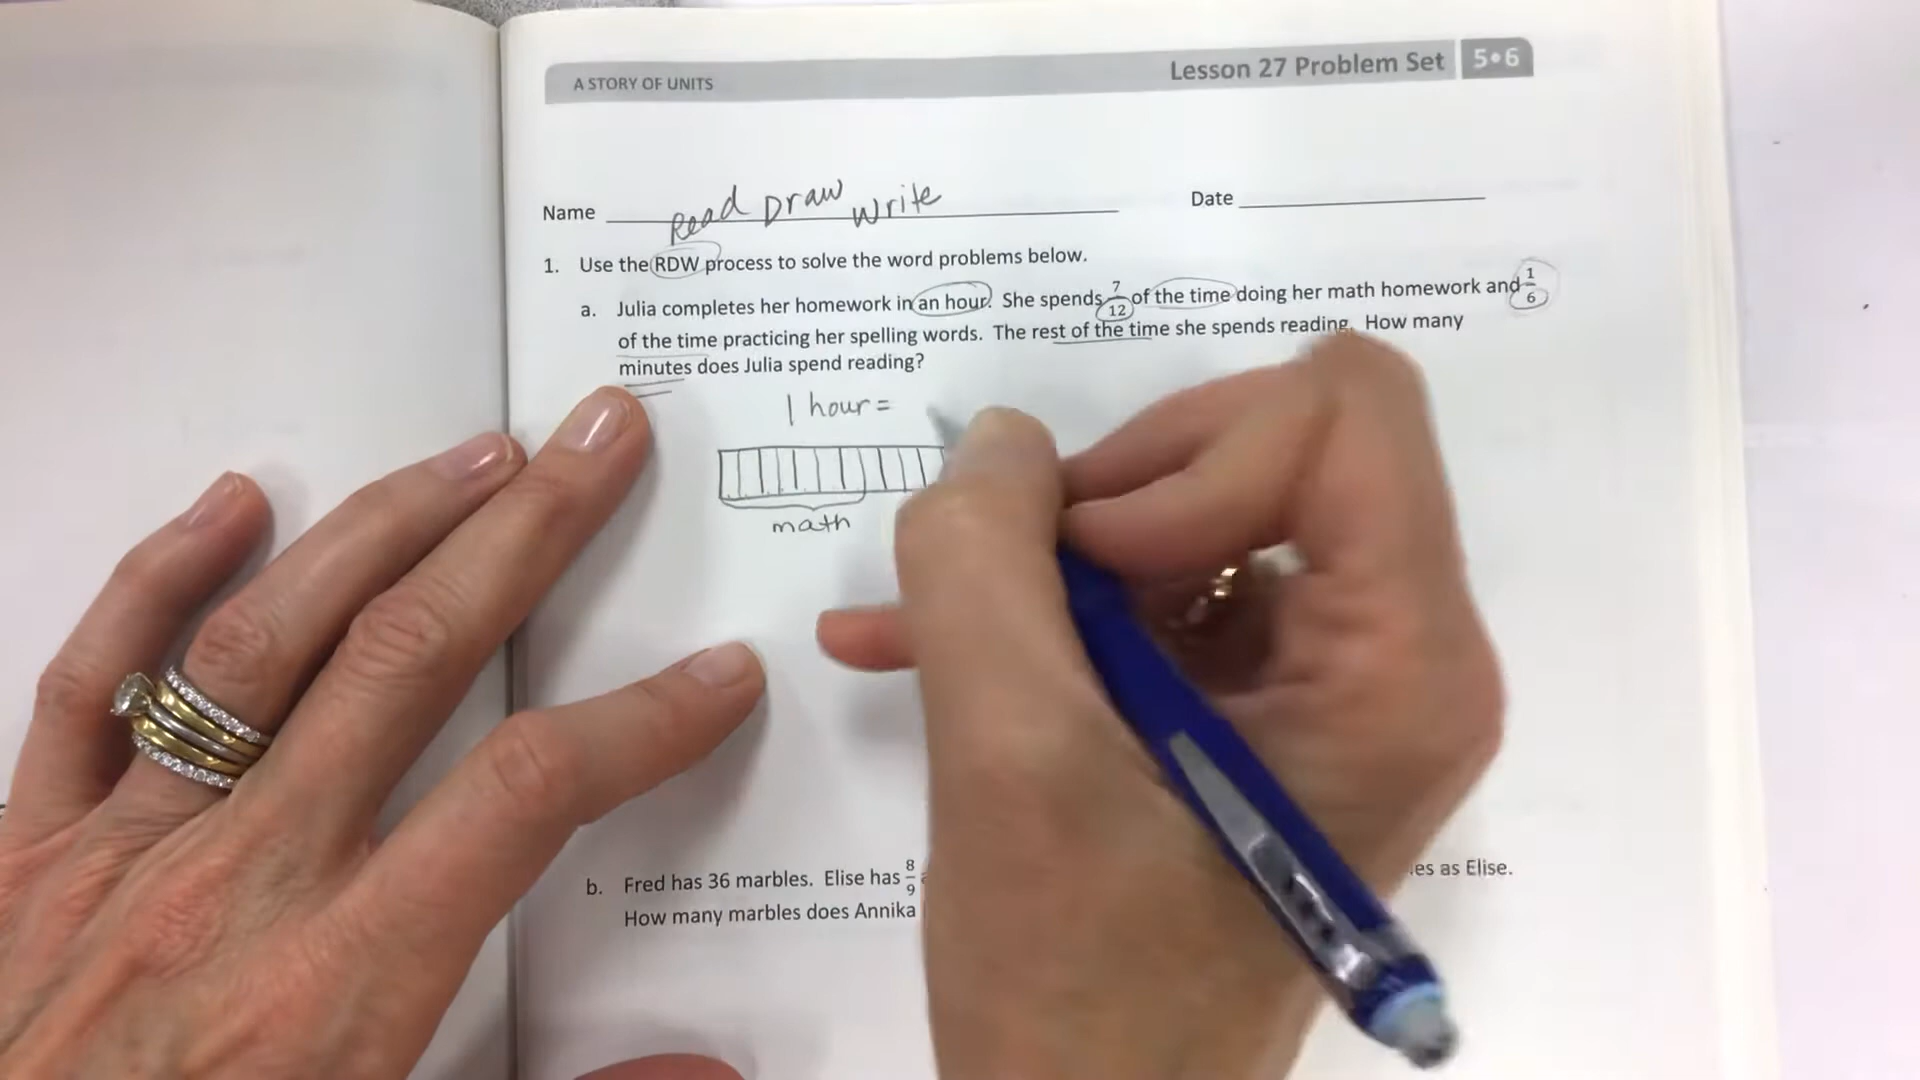 A STORY OF UNITS
Lesson 27 Problem Set 5•6
Read Draw Write
Name
Date
1. Use the RDW process to solve the word problems below.
a. Julia completes her homework in an hour. She spends 7/12 of the time doing her math homework and 1/6
of the time practicing her spelling words. The rest of the time she spends reading. How many
minutes does Julia spend reading?
1 hour =
math
b. Fred has 36 marbles. Elise has 8/9 es as Elise.
How many marbles does Annika